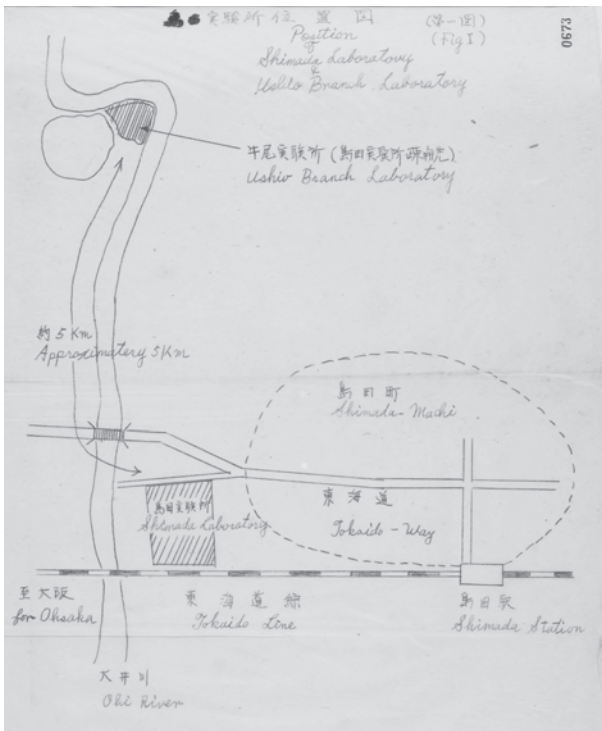 実験所位置図 (第一図)
Position (Fig I)
of
Shimada Laboratory
&
Ushio Branch Laboratory
0673
牛尾実験所(島田実験所疎開先)
Ushio Branch Laboratory
約5Km
Approximatery 5Km
島田町
Shimada-Machi
東海道
Tokaido-Way
島田実験所
Shimada Laboratory
至大阪
for Ohsaka
東海道線
Tokaido Line
島田駅
Shimada Station
大井川
Ohi River